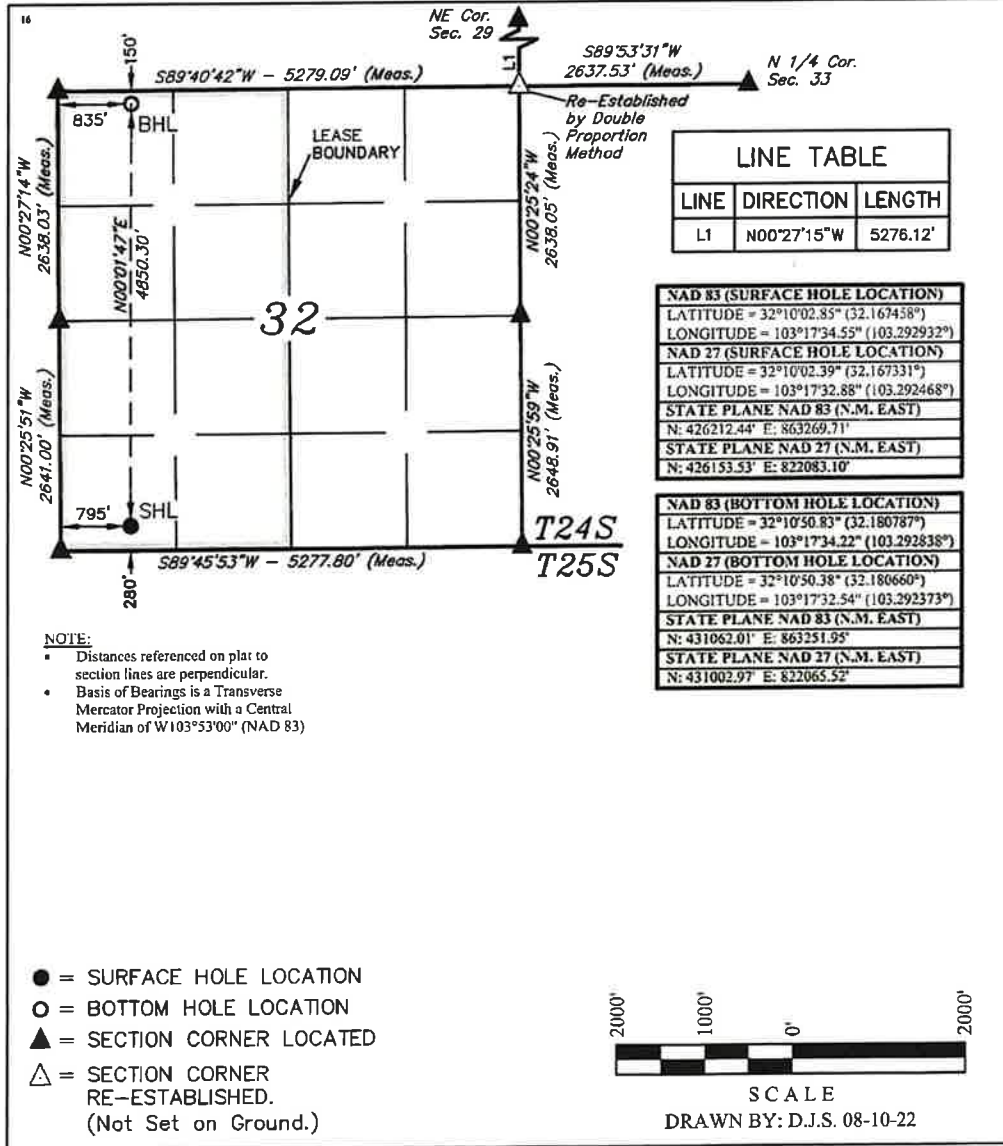 16
NE Cor.
Sec. 29
150'
L1
S89°53'31"W
2637.53' (Meas.)
N 1/4 Cor.
Sec. 33
S89°40'42"W - 5279.09' (Meas.)
835'
BHL
Re-Established
by Double
Proportion
Method
LEASE
BOUNDARY
N00°27'14"W
2638.03' (Meas.)
N00°01'47"E
4850.30'
N00°25'24"W
2638.05' (Meas.)
32
N00°25'51"W
2641.00' (Meas.)
N00°25'59"W
2648.91' (Meas.)
795'
SHL
T24S
T25S
S89°45'53"W - 5277.80' (Meas.)
280'
LINE TABLE
LINE DIRECTION LENGTH
L1 N00°27'15"W 5276.12'
NAD 83 (SURFACE HOLE LOCATION)
LATITUDE = 32°10'02.85" (32.167458°)
LONGITUDE = 103°17'34.55" (103.292932°)
NAD 27 (SURFACE HOLE LOCATION)
LATITUDE = 32°10'02.39" (32.167331°)
LONGITUDE = 103°17'32.88" (103.292468°)
STATE PLANE NAD 83 (N.M. EAST)
N: 426212.44' E: 863269.71'
STATE PLANE NAD 27 (N.M. EAST)
N: 426153.53' E: 822083.10'
NAD 83 (BOTTOM HOLE LOCATION)
LATITUDE = 32°10'50.83" (32.180787°)
LONGITUDE = 103°17'34.22" (103.292838°)
NAD 27 (BOTTOM HOLE LOCATION)
LATITUDE = 32°10'50.38" (32.180660°)
LONGITUDE = 103°17'32.54" (103.292373°)
STATE PLANE NAD 83 (N.M. EAST)
N: 431062.01' E: 863251.95'
STATE PLANE NAD 27 (N.M. EAST)
N: 431002.97' E: 822065.52'
NOTE:
• Distances referenced on plat to
section lines are perpendicular.
• Basis of Bearings is a Transverse
Mercator Projection with a Central
Meridian of W103°53'00" (NAD 83)
● = SURFACE HOLE LOCATION
○ = BOTTOM HOLE LOCATION
▲ = SECTION CORNER LOCATED
△ = SECTION CORNER
RE-ESTABLISHED.
(Not Set on Ground.)
2000' 1000' 0' 2000'
SCALE
DRAWN BY: D.J.S. 08-10-22